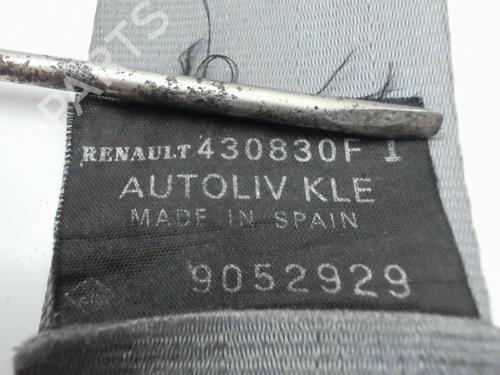 RENAULT 430830F 1
AUTOLIV KLE
MADE IN SPAIN
9052929